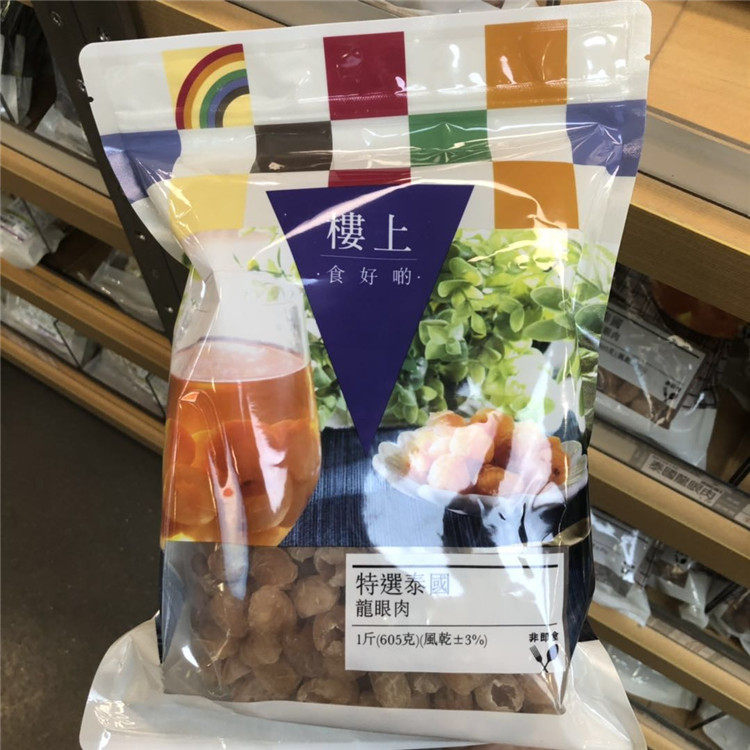 樓上
·食好啲·
特選泰國
龍眼肉
1斤(605克)(風乾±3%)
非即食
泰國龍眼肉